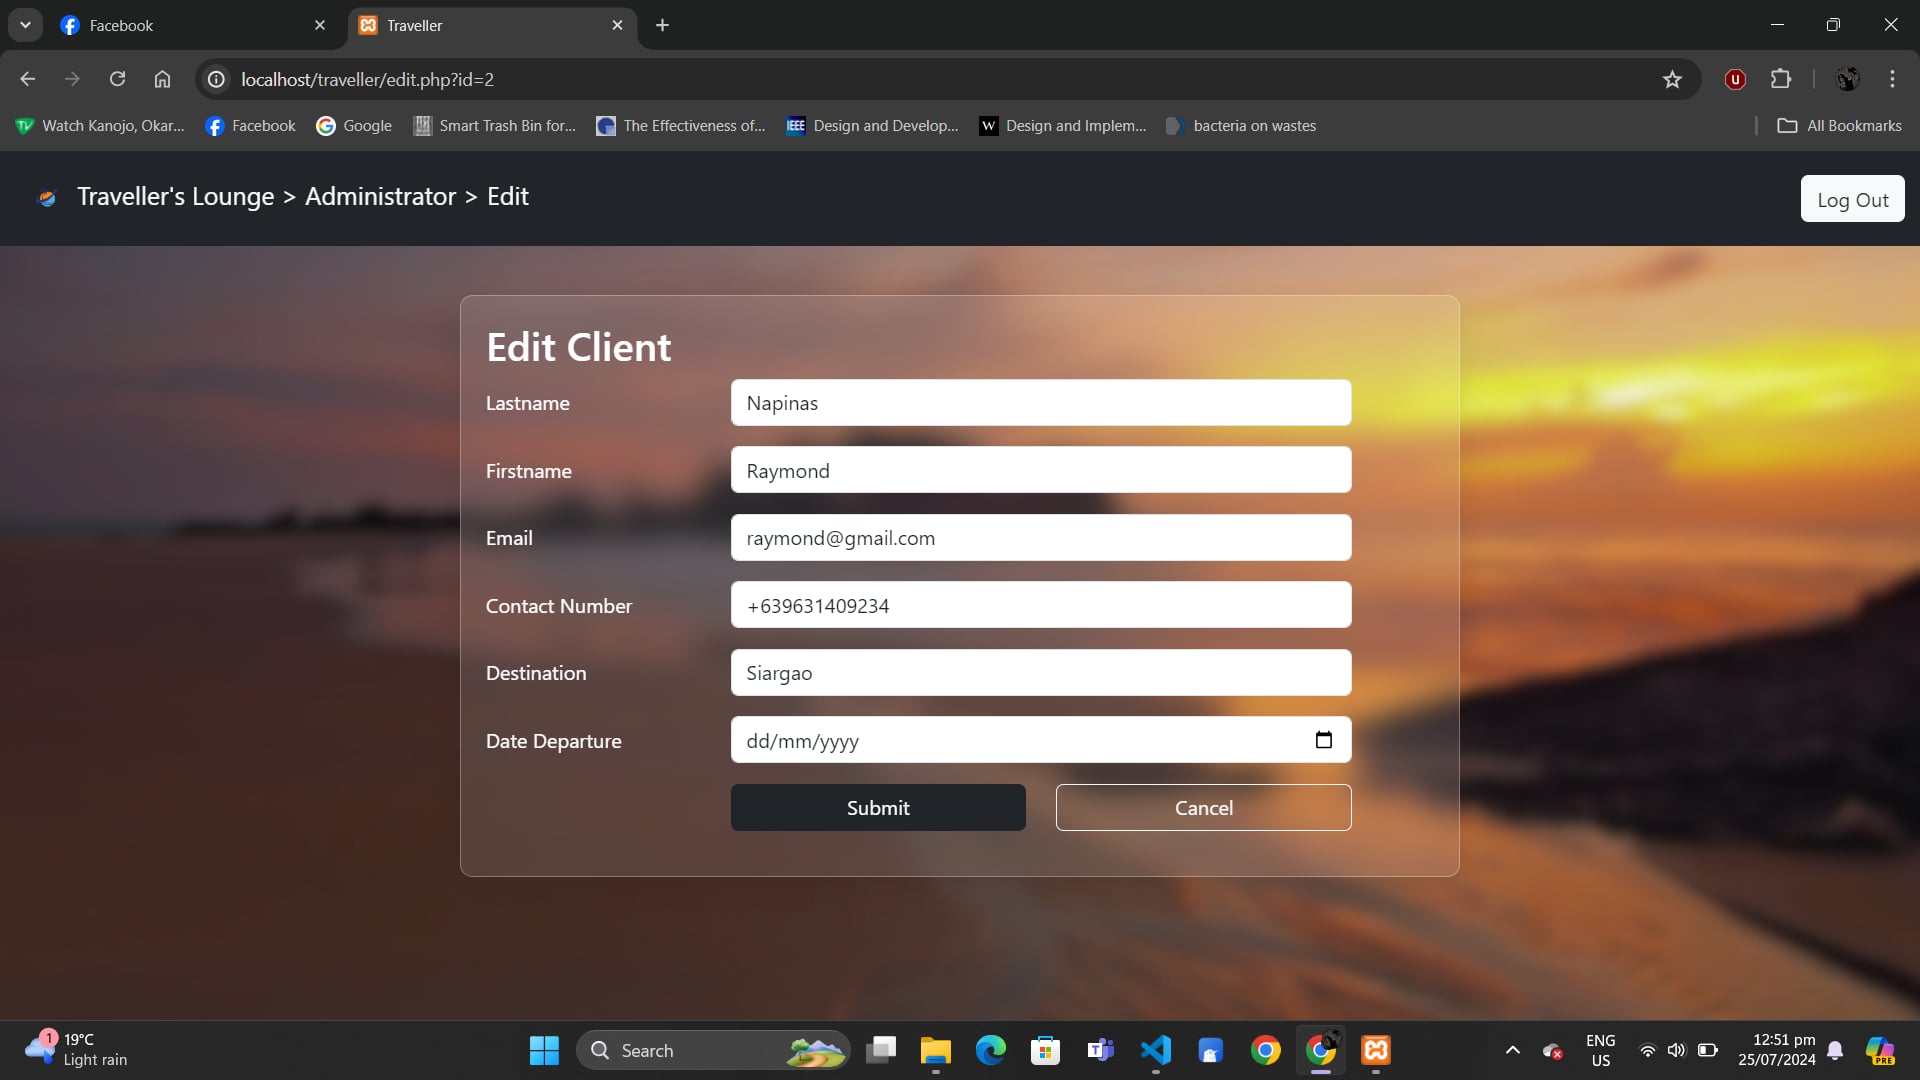 Facebook
Traveller
localhost/traveller/edit.php?id=2
Watch Kanojo, Okar...
Facebook
Google
Smart Trash Bin for...
The Effectiveness of...
IEEE
Design and Develop...
W
Design and Implem...
bacteria on wastes
All Bookmarks
Traveller's Lounge > Administrator > Edit
Log Out
Edit Client
Lastname
Napinas
Firstname
Raymond
Email
raymond@gmail.com
Contact Number
+639631409234
Destination
Siargao
Date Departure
dd/mm/yyyy
Submit
Cancel
1
19°C
Light rain
Search
ENG
US
12:51 pm
25/07/2024
PRE